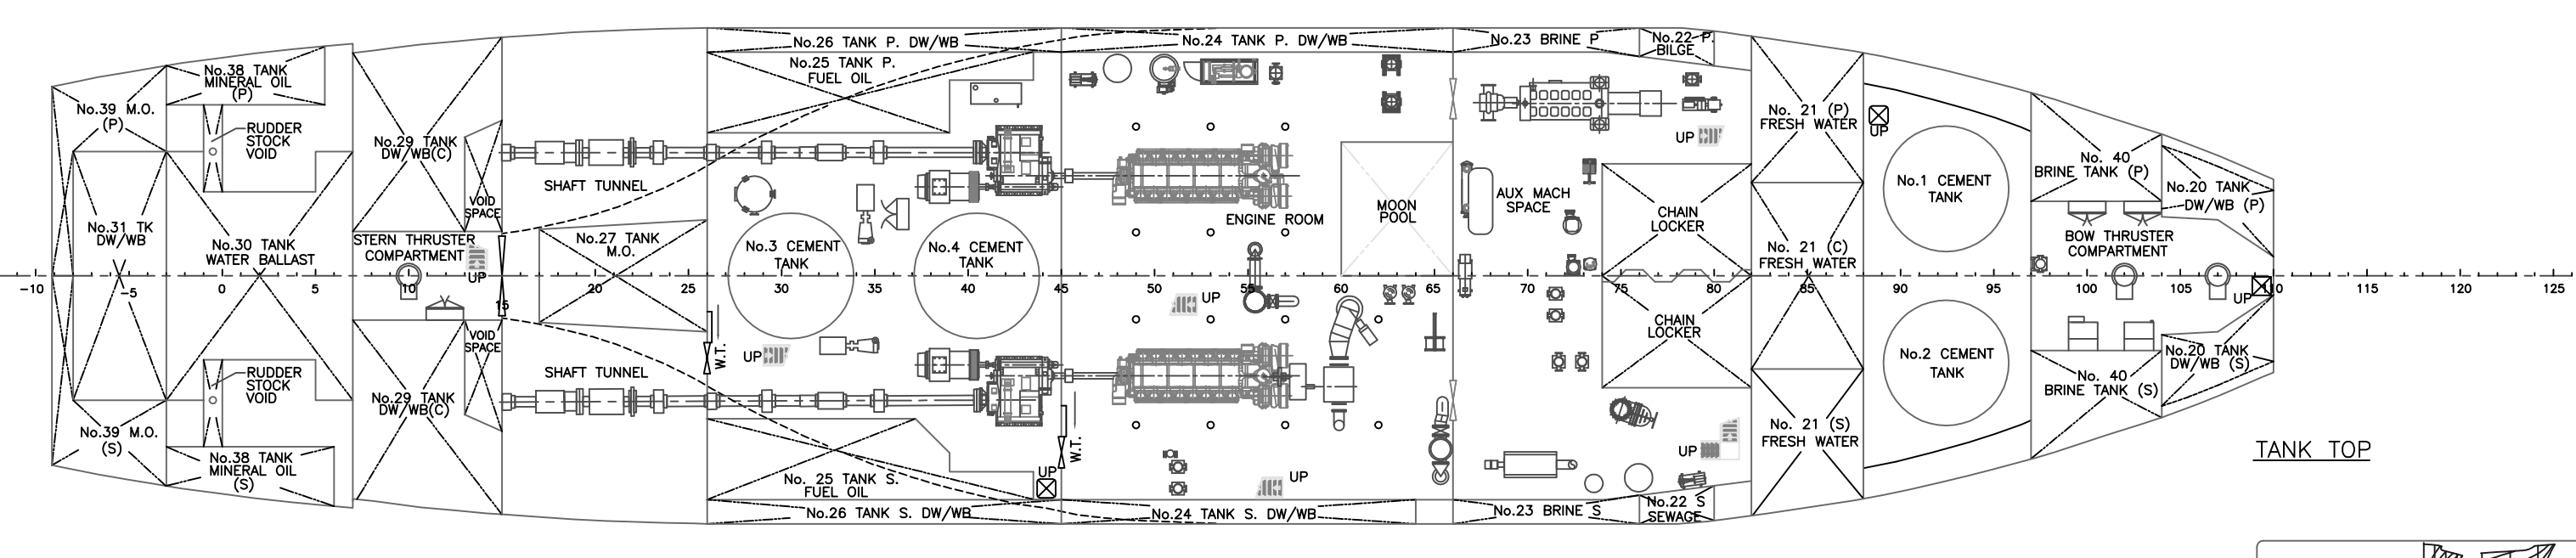 No.26 TANK P. DW/WB
No.24 TANK P. DW/WB
No.23 BRINE P
No.22 P.
BILGE
No.38 TANK
MINERAL OIL
(P)
No.25 TANK P.
FUEL OIL
No.39 M.O.
(P)
RUDDER
STOCK
VOID
No.29 TANK
DW/WB(C)
No. 21 (P)
FRESH WATER
UP
UP
SHAFT TUNNEL
VOID
SPACE
No. 40
BRINE TANK (P)
No.20 TANK
DW/WB (P)
No.1 CEMENT
TANK
AUX MACH
SPACE
MOON
POOL
ENGINE ROOM
CHAIN
LOCKER
No.31 TK
DW/WB
No.30 TANK
WATER BALLAST
STERN THRUSTER
COMPARTMENT
UP
No.27 TANK
M.O.
No.3 CEMENT
TANK
No.4 CEMENT
TANK
No. 21 (C)
FRESH WATER
BOW THRUSTER
COMPARTMENT
-10 -5 0 5 10 15 20 25 30 35 40 45 50 55 60 65 70 75 80 85 90 95 100 105 110 115 120 125
UP
UP
CHAIN
LOCKER
VOID
SPACE
W.T.
UP
No.2 CEMENT
TANK
No.20 TANK
DW/WB (S)
RUDDER
STOCK
VOID
SHAFT TUNNEL
No.29 TANK
DW/WB(C)
No. 40
BRINE TANK (S)
No.39 M.O.
(S)
No. 21 (S)
FRESH WATER
W.T.
UP
TANK TOP
No.38 TANK
MINERAL OIL
(S)
No. 25 TANK S.
FUEL OIL
UP
UP
No.26 TANK S. DW/WB
No.24 TANK S. DW/WB
No.23 BRINE S
No.22 S
SEWAGE